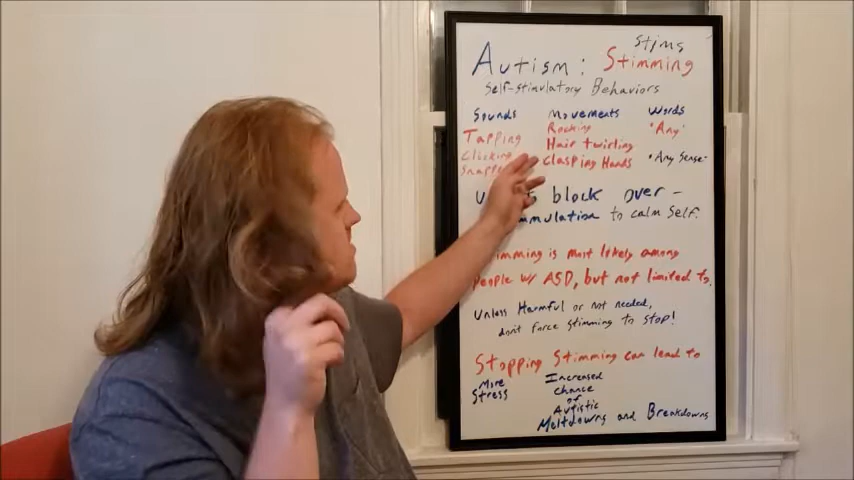 Stims
Autism: Stimming
Self-stimulatory Behaviors
Sounds Movements Words
Tapping Rocking "Any"
Clicking Hair twirling
Snapping Clasping Hands • Any Sense
block over -
to calm self.
Stimming is most likely among
People w/ ASD, but not limited to.
Unless Harmful or not needed,
don't force stimming to stop!
Stopping Stimming can lead to
More Stress Increased chance of Autistic
Meltdowns and Breakdowns